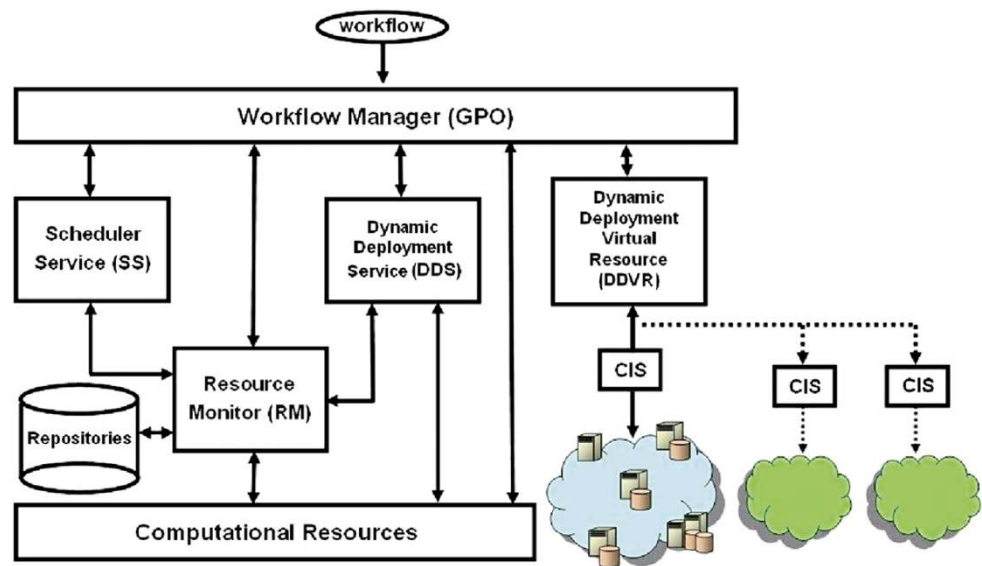 workflow
Workflow Manager (GPO)
Scheduler
Service (SS)
Dynamic
Deployment
Service (DDS)
Dynamic
Deployment
Virtual
Resource
(DDVR)
Resource
Monitor (RM)
Repositories
CIS
CIS
CIS
Computational Resources